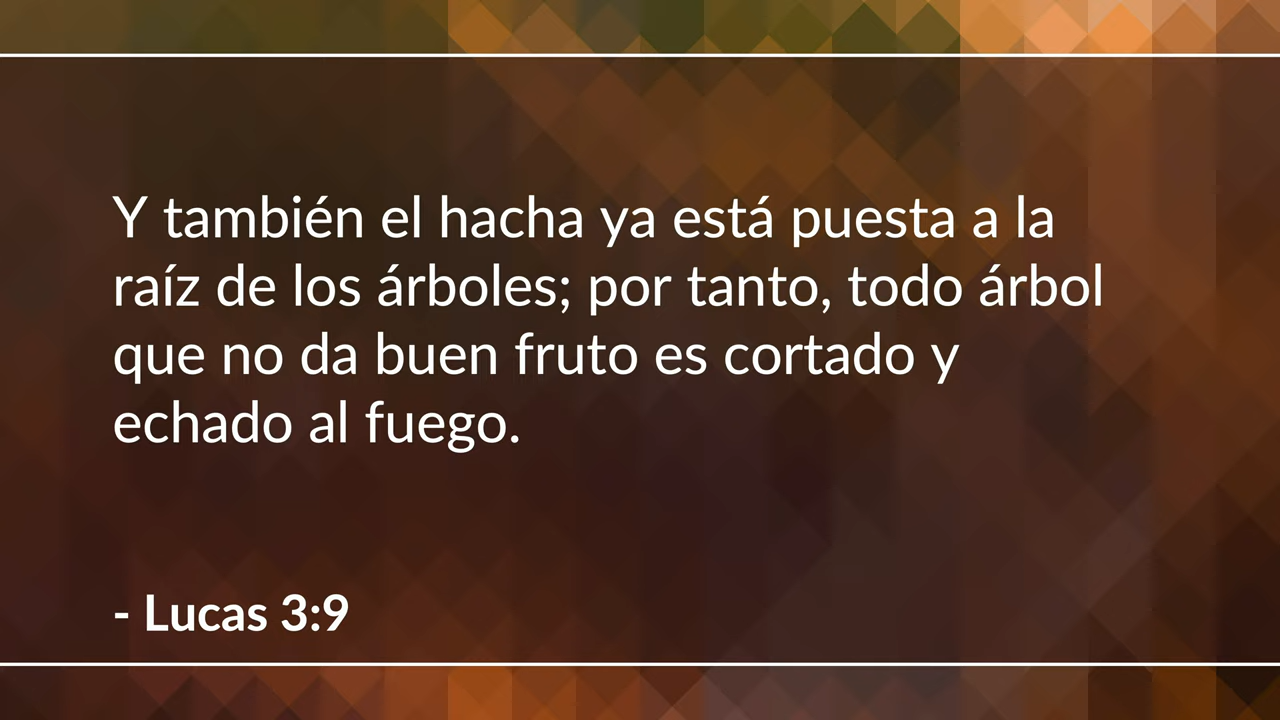 Y también el hacha ya está puesta a la
raíz de los árboles; por tanto, todo árbol
que no da buen fruto es cortado y
echado al fuego.
- Lucas 3:9